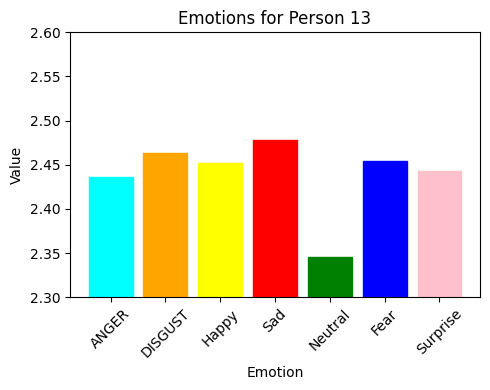 Emotions for Person 13
2.60
2.55
2.50
2.45
2.40
2.35
2.30
Value
ANGER
DISGUST
Happy
Sad
Neutral
Fear
Surprise
Emotion